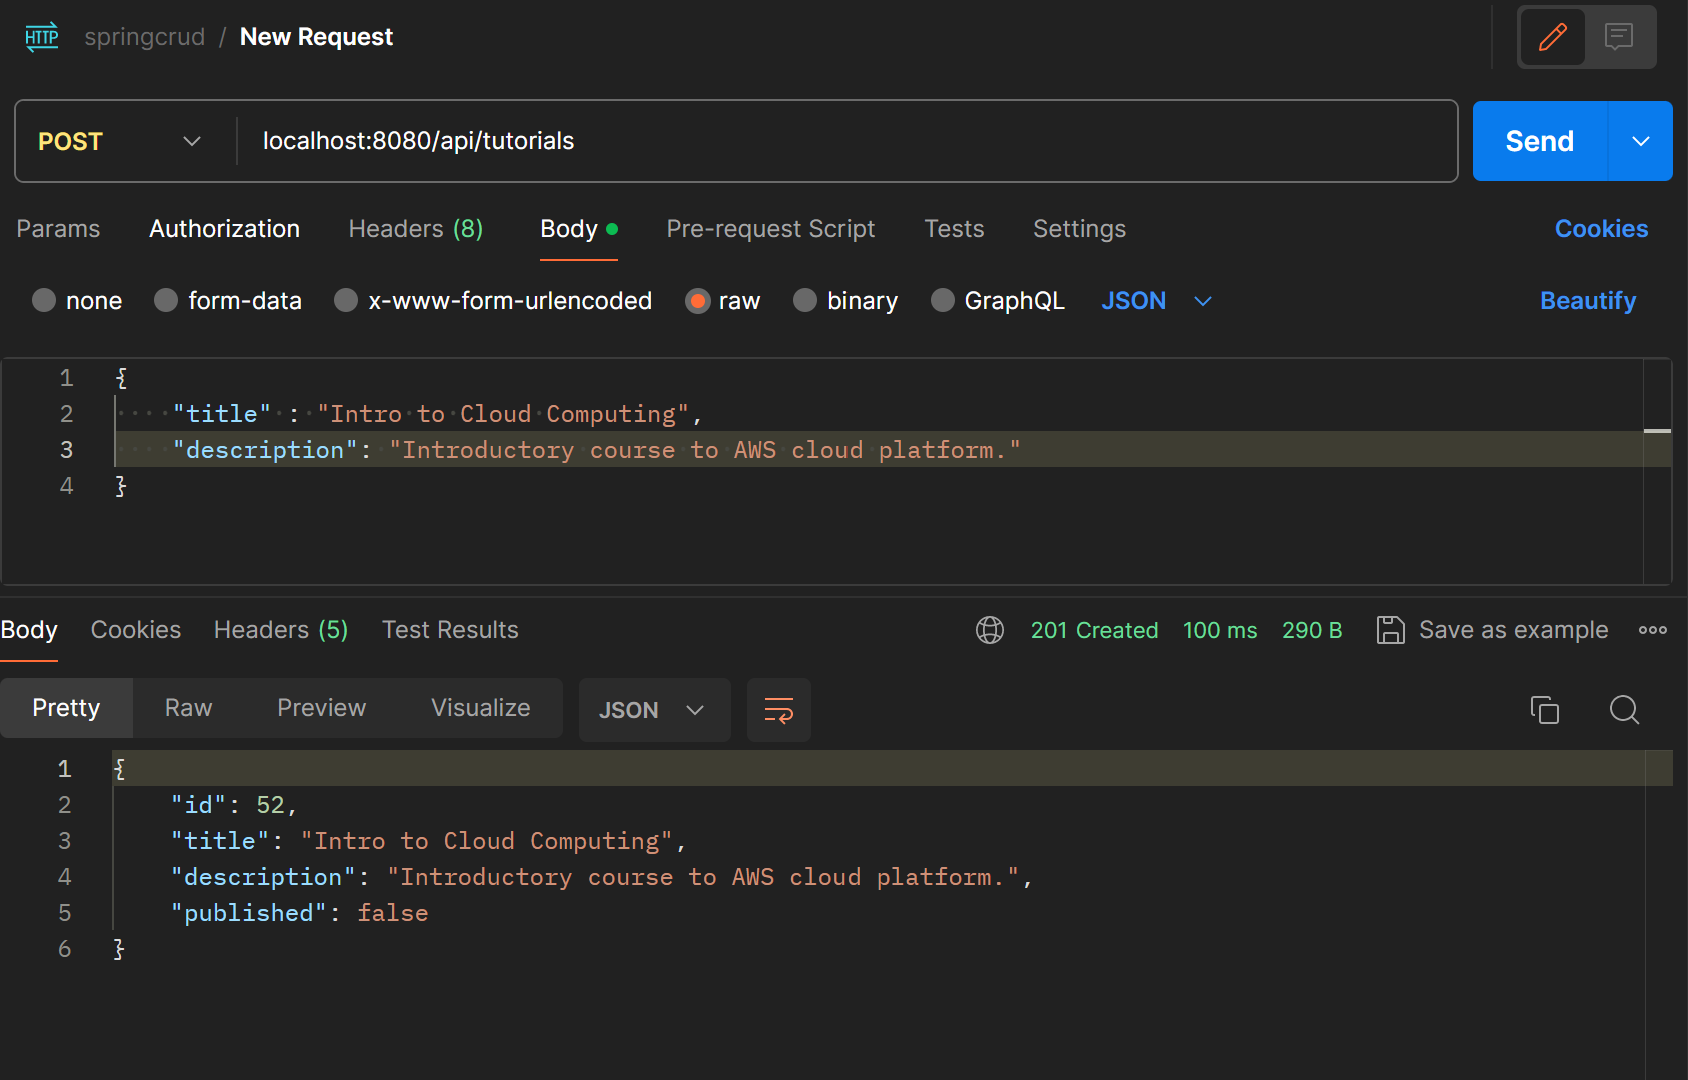 HTTP springcrud / New Request
POST localhost:8080/api/tutorials Send
Params Authorization Headers (8) Body Pre-request Script Tests Settings Cookies
none form-data x-www-form-urlencoded raw binary GraphQL JSON Beautify
1 {
2 "title" : "Intro to Cloud Computing",
3 "description": "Introductory course to AWS cloud platform."
4 }
Body Cookies Headers (5) Test Results 201 Created 100 ms 290 B Save as example
Pretty Raw Preview Visualize JSON
1 {
2 "id": 52,
3 "title": "Intro to Cloud Computing",
4 "description": "Introductory course to AWS cloud platform.",
5 "published": false
6 }